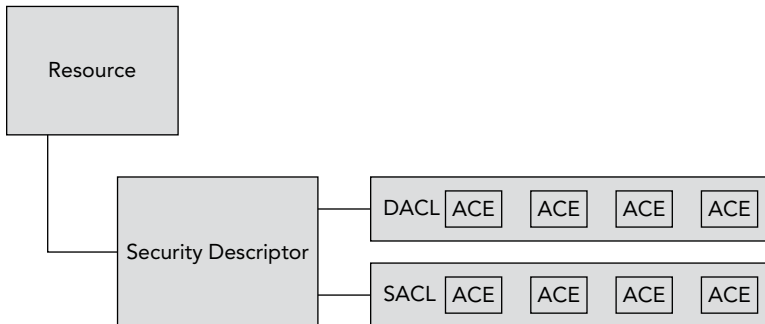 Resource
Security Descriptor
DACL ACE ACE ACE ACE
SACL ACE ACE ACE ACE